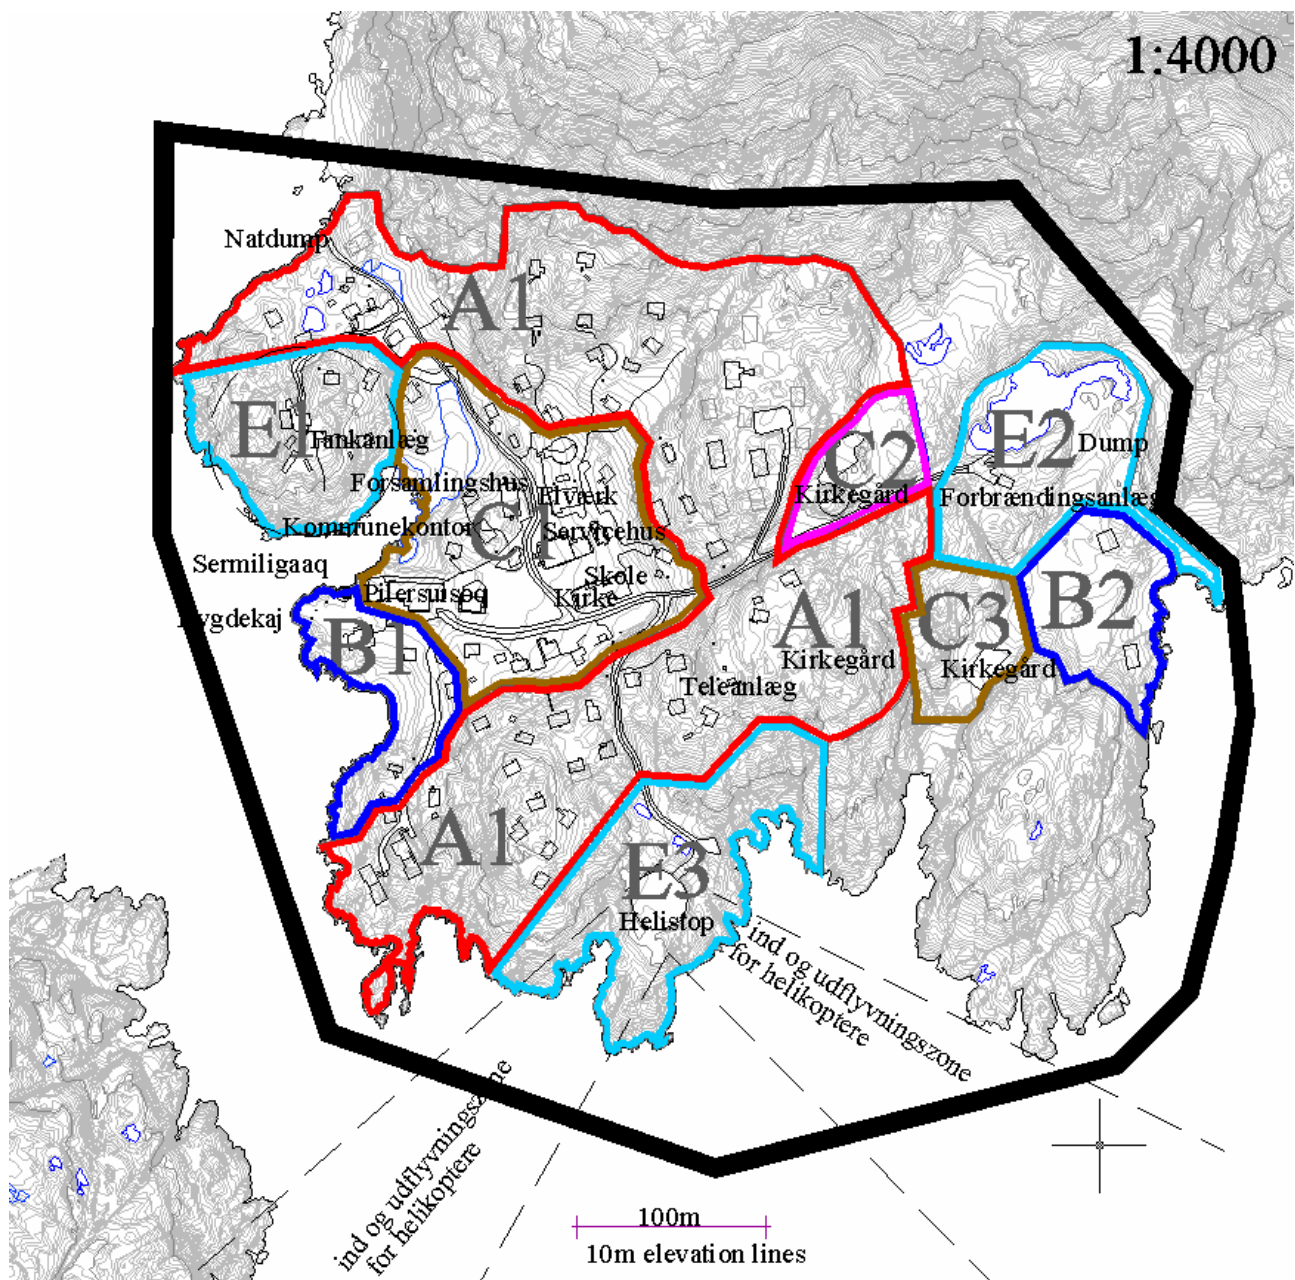 1:4000
Natdump
A1
E1
Tankanlæg
C2
Kirkegård
E2
Dump
Forbrændingsanlæg
Forsamlingshus
Elværk
Kommunekontor
C1
Servicehus
Sermiligaaq
Skole
Pilersuisoq
Kirke
Bygdekaj
B1
A1
Kirkegård
C3
Kirkegård
B2
Teleanlæg
A1
E3
Helistop
ind og udflyvningszone
for helikoptere
ind og udflyvningszone
for helikoptere
100m
10m elevation lines